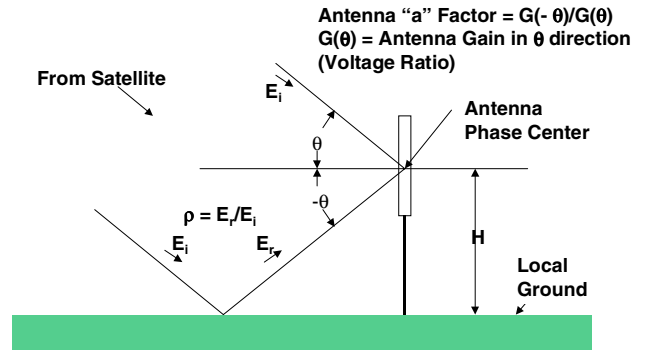 Antenna “a” Factor = G(- θ)/G(θ)
G(θ) = Antenna Gain in θ direction
(Voltage Ratio)
From Satellite
Ei
Antenna
Phase Center
θ
-θ
ρ = Er/Ei
Ei
Er
H
Local
Ground